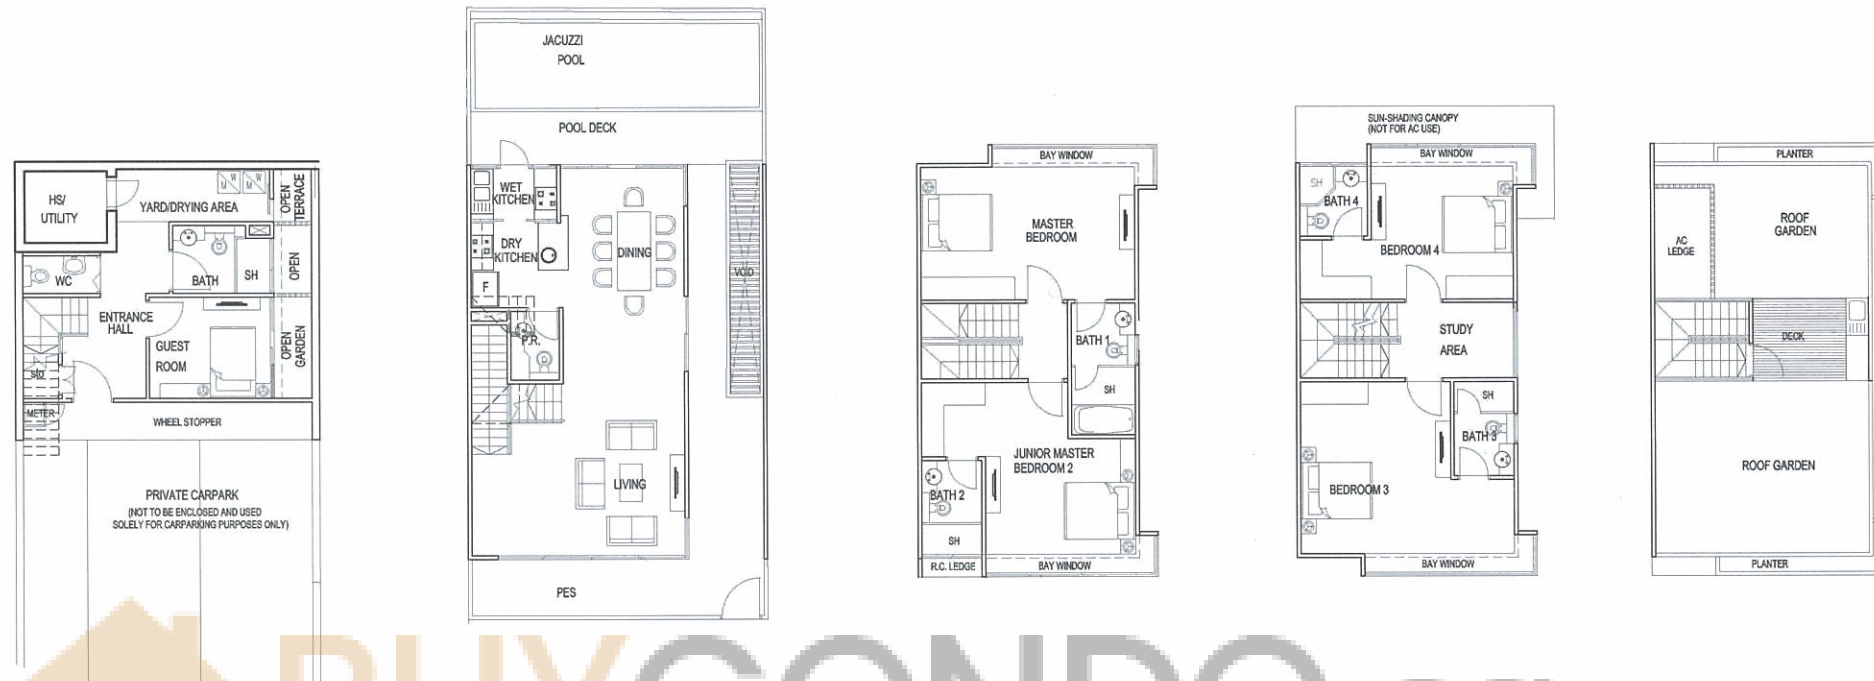 HS/
UTILITY
YARD/DRYING AREA
W
M
W
M
OPEN
TERRACE
WC
BATH
SH
OPEN
ENTRANCE
HALL
GUEST
ROOM
OPEN
GARDEN
sto
METER
WHEEL STOPPER
PRIVATE CARPARK
(NOT TO BE ENCLOSED AND USED
SOLELY FOR CARPARKING PURPOSES ONLY)
JACUZZI
POOL
POOL DECK
WET
KITCHEN
DRY
KITCHEN
DINING
VOID
F
P.R.
LIVING
PES
BAY WINDOW
MASTER
BEDROOM
BATH 1
SH
JUNIOR MASTER
BEDROOM 2
BATH 2
SH
R.C. LEDGE
BAY WINDOW
SUN-SHADING CANOPY
(NOT FOR AC USE)
BAY WINDOW
SH
BATH 4
BEDROOM 4
STUDY
AREA
SH
BATH 3
BEDROOM 3
BAY WINDOW
PLANTER
ROOF
GARDEN
AC
LEDGE
DECK
ROOF GARDEN
PLANTER
BUYCONDO